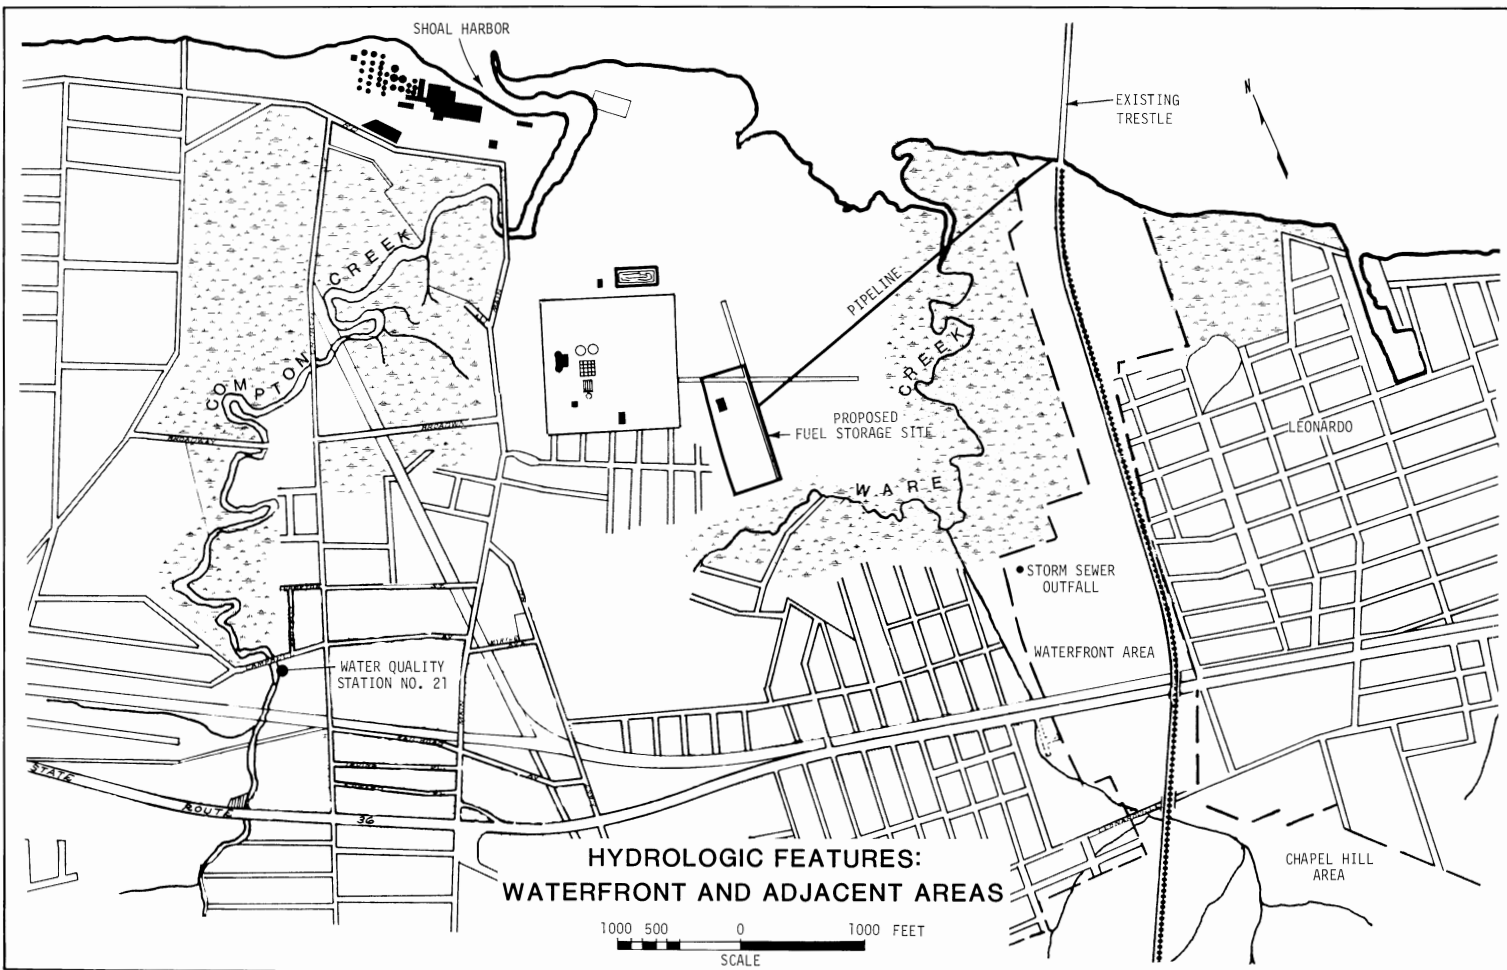 SHOAL HARBOR
N
EXISTING
TRESTLE
CREEK
PIPELINE
COMPTON
CREEK
PROPOSED
FUEL STORAGE SITE
LEONARDO
BROADWAY
WARE
STORM SEWER
OUTFALL
WATERFRONT AREA
WATER QUALITY
STATION NO. 21
STATE
ROUTE
36
HYDROLOGIC FEATURES:
WATERFRONT AND ADJACENT AREAS
CHAPEL HILL
AREA
1000 500 0 1000 FEET
SCALE